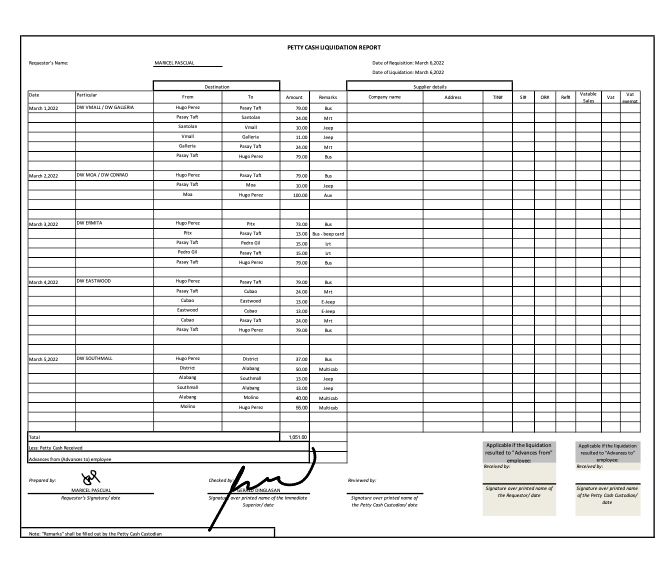 PETTY CASH LIQUIDATION REPORT
Requestor's Name: MARICEL PASCUAL Date of Requisition: March 6,2022
Date of Liquidation: March 6,2022
Destination Supplier details
Date Particular From To Amount Remarks Company name Address TIN# SI# OR# Ref# Vatable Sales Vat Vat exempt
March 1,2022 DW VMALL / DW GALLERIA Hugo Perez Pasay Taft 79.00 Bus
Pasay Taft Santolan 24.00 Mrt
Santolan Vmall 10.00 Jeep
Vmall Galleria 11.00 Jeep
Galleria Pasay Taft 24.00 Mrt
Pasay Taft Hugo Perez 79.00 Bus
March 2,2022 DW MOA / DW CONRAD Hugo Perez Pasay Taft 79.00 Bus
Pasay Taft Moa 10.00 Jeep
Moa Hugo Perez 100.00
March 3,2022 DW ERMITA Hugo Perez Pitx 73.00 Bus
Pitx Pasay Taft 13.00 Bus - beep card
Pasay Taft Pedro Gil 15.00 Lrt
Pedro Gil Pasay Taft 15.00 Lrt
Pasay Taft Hugo Perez 79.00 Bus
March 4,2022 DW EASTWOOD Hugo Perez Pasay Taft 79.00 Bus
Pasay Taft Cubao 24.00 Mrt
Cubao Eastwood 13.00 E-Jeep
Eastwood Cubao 13.00 E-Jeep
Cubao Pasay Taft 24.00 Mrt
Pasay Taft Hugo Perez 79.00 Bus
March 5,2022 DW SOUTHMALL Hugo Perez District 37.00 Bus
District Alabang 50.00 Multicab
Alabang Southmall 13.00 Jeep
Southmall Alabang 13.00 Jeep
Alabang Molino 40.00 Multicab
Molino Hugo Perez Multicab
Total 1,051.00
Less: Petty Cash Received
Advances from (Advances to) employee
Applicable if the liquidation resulted to "Advances from" employee:
Applicable if the liquidation resulted to "Advances to" employee:
Received by: Received by:
Prepared by: Checked by: Reviewed by:
MARICEL PASCUAL GERALD DINGLASAN
Requestor's Signature/ date
Signature over printed name of the Immediate Superior/ date
Signature over printed name of the Petty Cash Custodian/ date
Signature over printed name of the Requestor/ date
Signature over printed name of the Petty Cash Custodian/ date
Note: "Remarks" shall be filled out by the Petty Cash Custodian